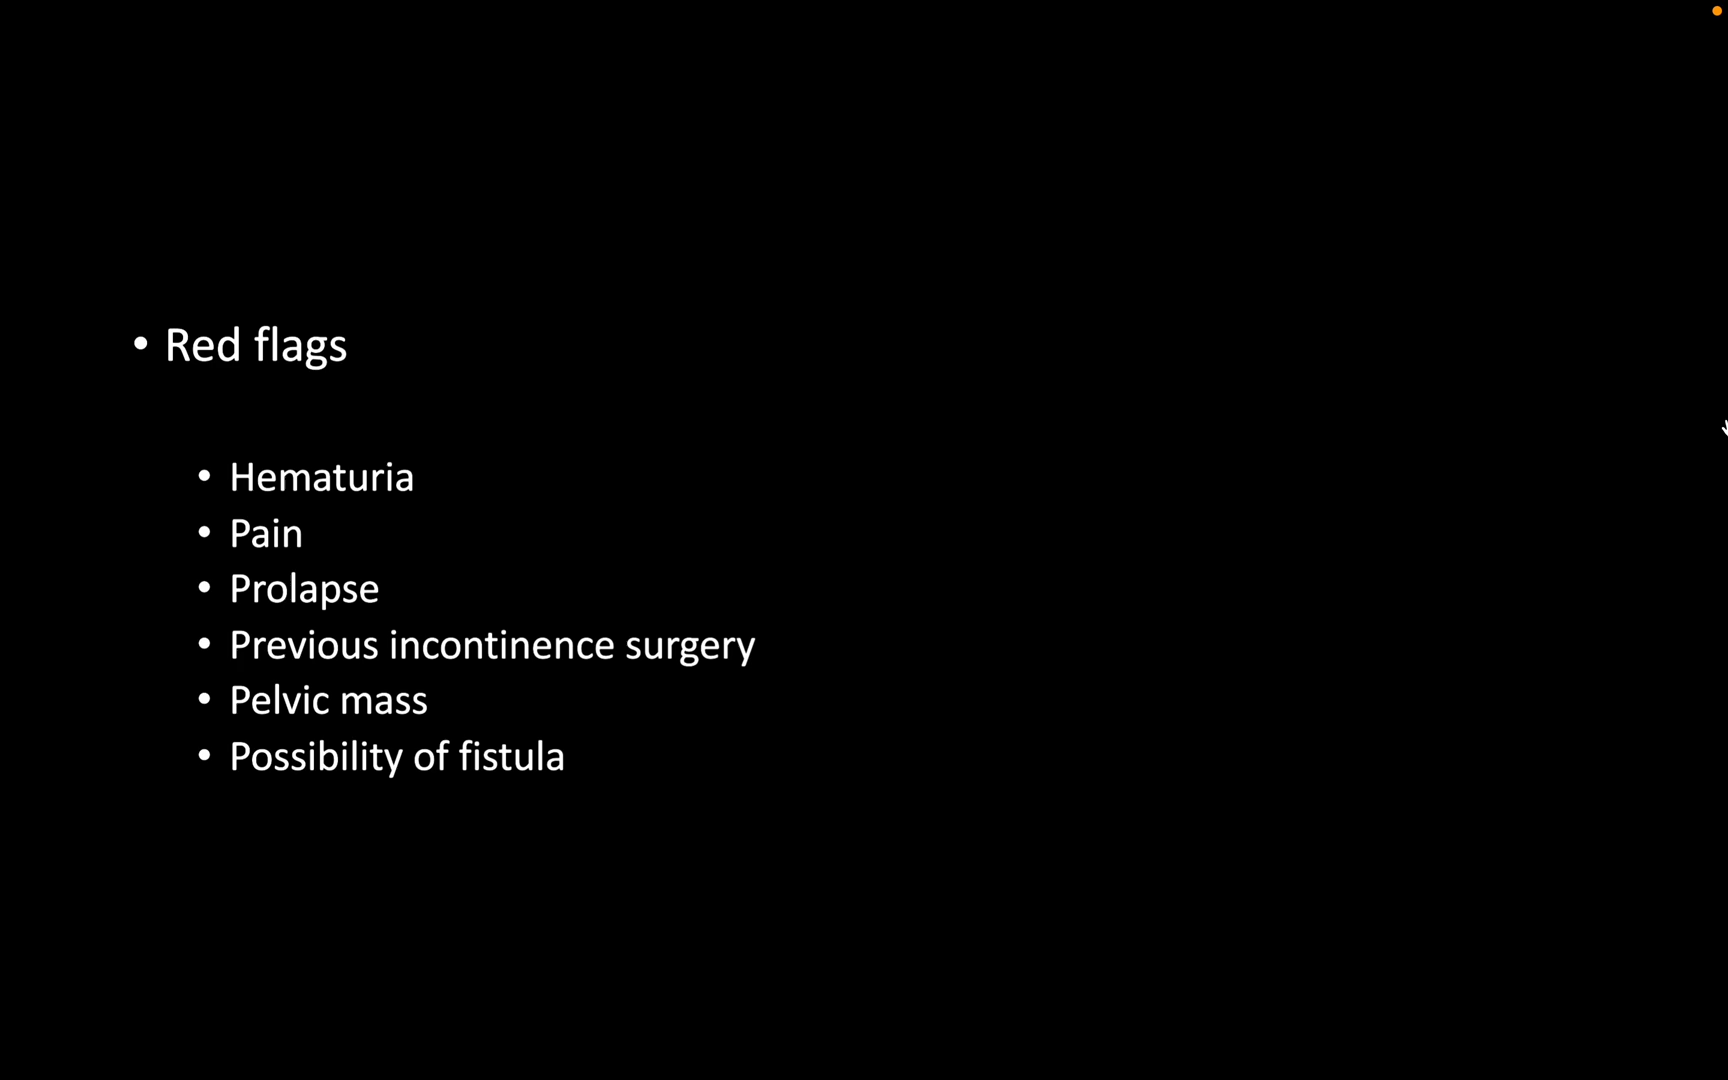 • Red flags
• Hematuria
• Pain
• Prolapse
• Previous incontinence surgery
• Pelvic mass
• Possibility of fistula